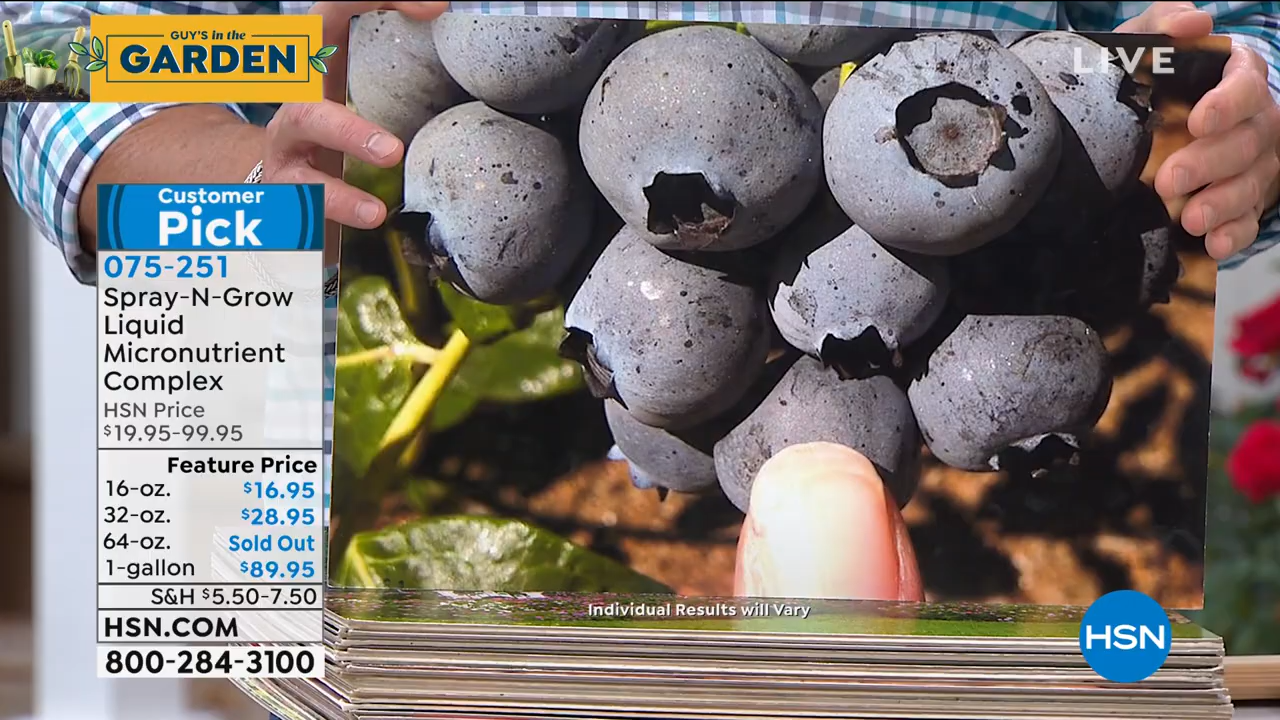 GUY'S in the
GARDEN
LIVE
Customer
Pick
075-251
Spray-N-Grow
Liquid
Micronutrient
Complex
HSN Price
$19.95-99.95
Feature Price
16-oz. $16.95
32-oz. $28.95
64-oz. Sold Out
1-gallon $89.95
S&H $5.50-7.50
HSN.COM
800-284-3100
Individual Results will Vary
HSN